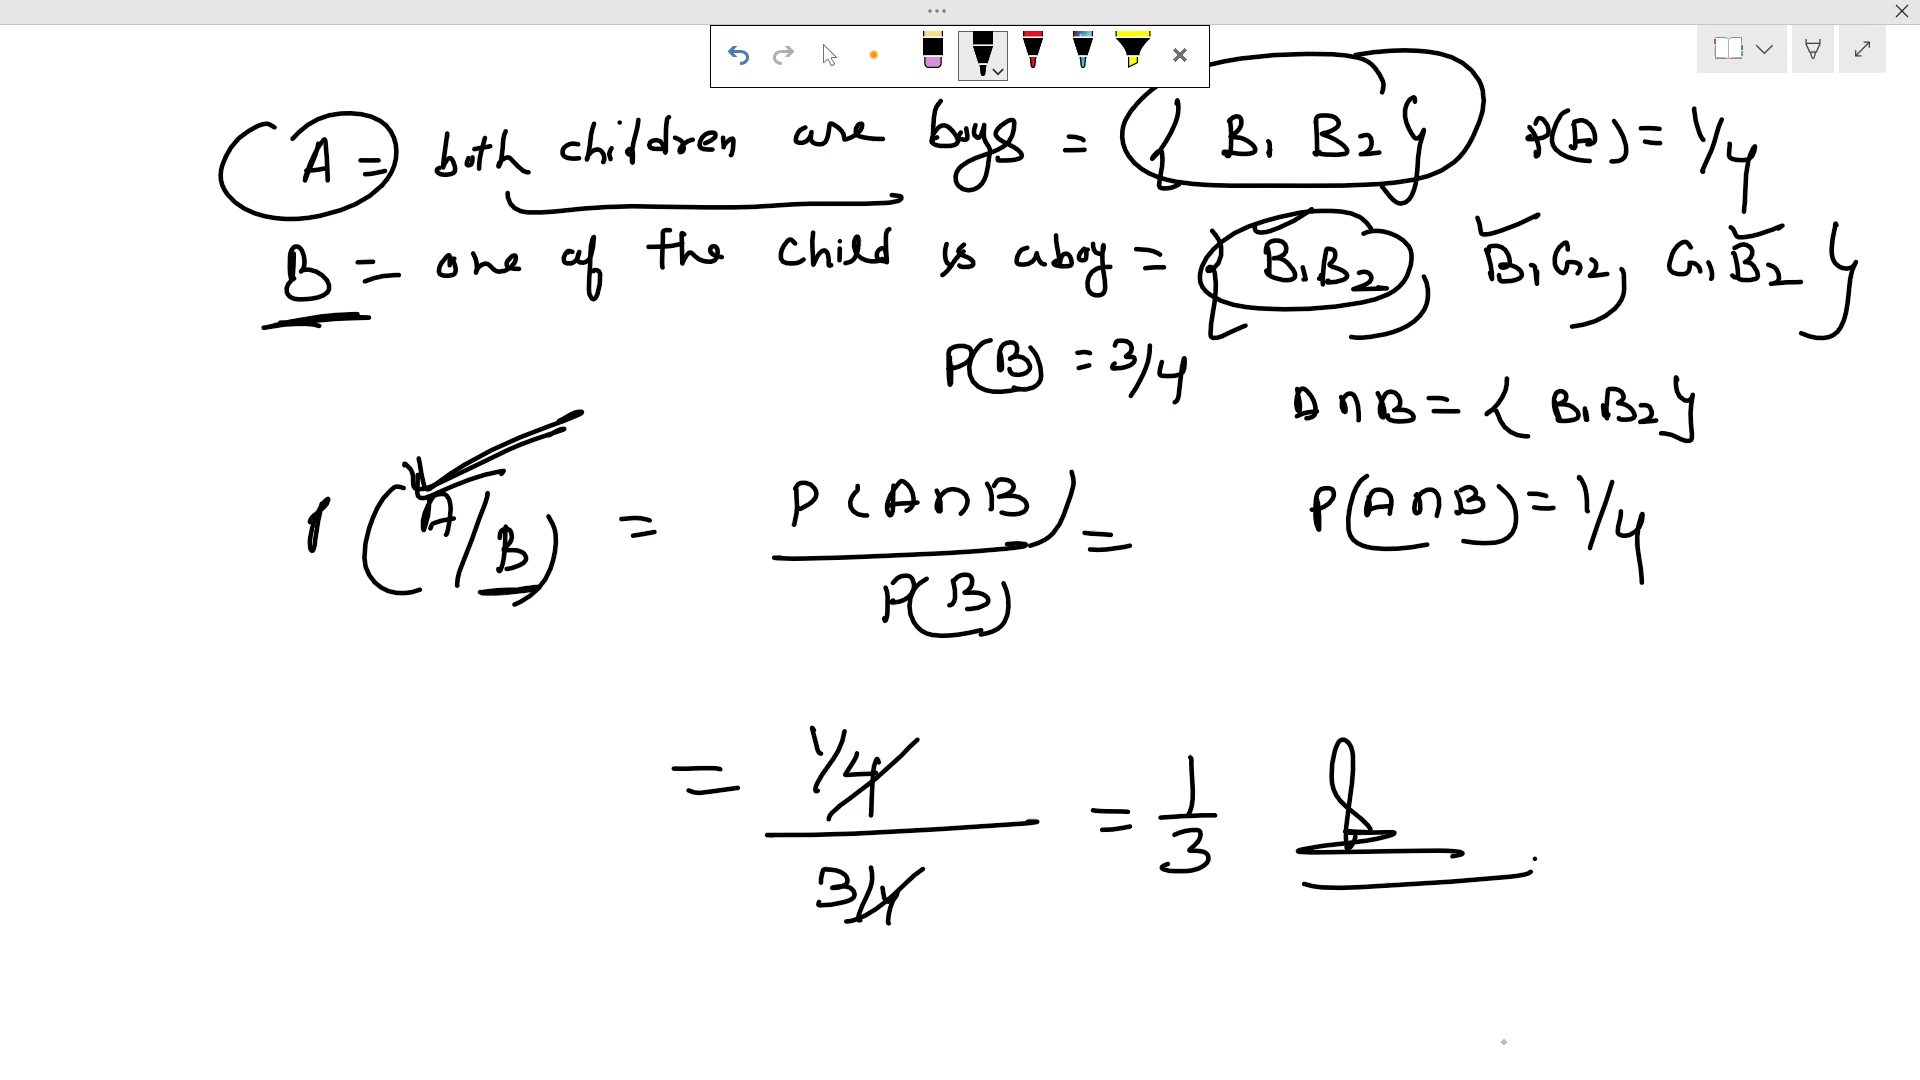 A = both children are boys = { B1 B2 } P(A) = 1/4
B = one of the child is a boy = { B1B2, B1G2, G1B2 }
P(B) = 3/4
A ∩ B = { B1B2 }
P(A/B) = P(A∩B)/P(B) =
P(A∩B) = 1/4
= 1/4 / 3/4 = 1/3